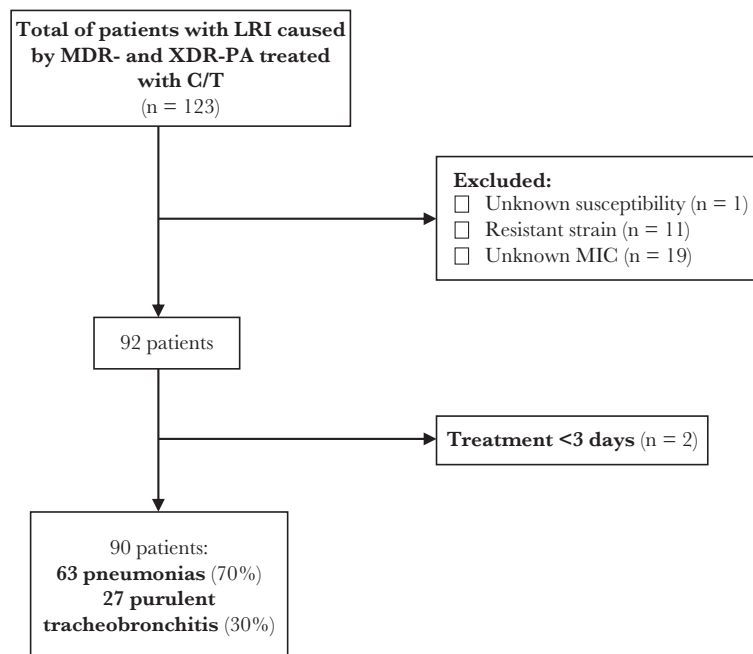 Total of patients with LRI caused
by MDR- and XDR-PA treated
with C/T
(n = 123)
Excluded:
☐ Unknown susceptibility (n = 1)
☐ Resistant strain (n = 11)
☐ Unknown MIC (n = 19)
92 patients
Treatment <3 days (n = 2)
90 patients:
63 pneumonias (70%)
27 purulent
tracheobronchitis (30%)